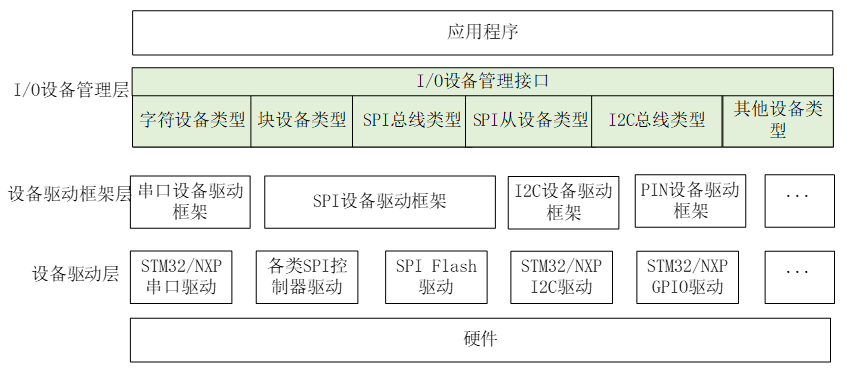 应用程序
I/O设备管理层
I/O设备管理接口
字符设备类型
块设备类型
SPI总线类型
SPI从设备类型
I2C总线类型
其他设备类
型
设备驱动框架层
串口设备驱动
框架
SPI设备驱动框架
I2C设备驱动
框架
PIN设备驱动
框架
...
设备驱动层
STM32/NXP
串口驱动
各类SPI控
制器驱动
SPI Flash
驱动
STM32/NXP
I2C驱动
STM32/NXP
GPIO驱动
...
硬件